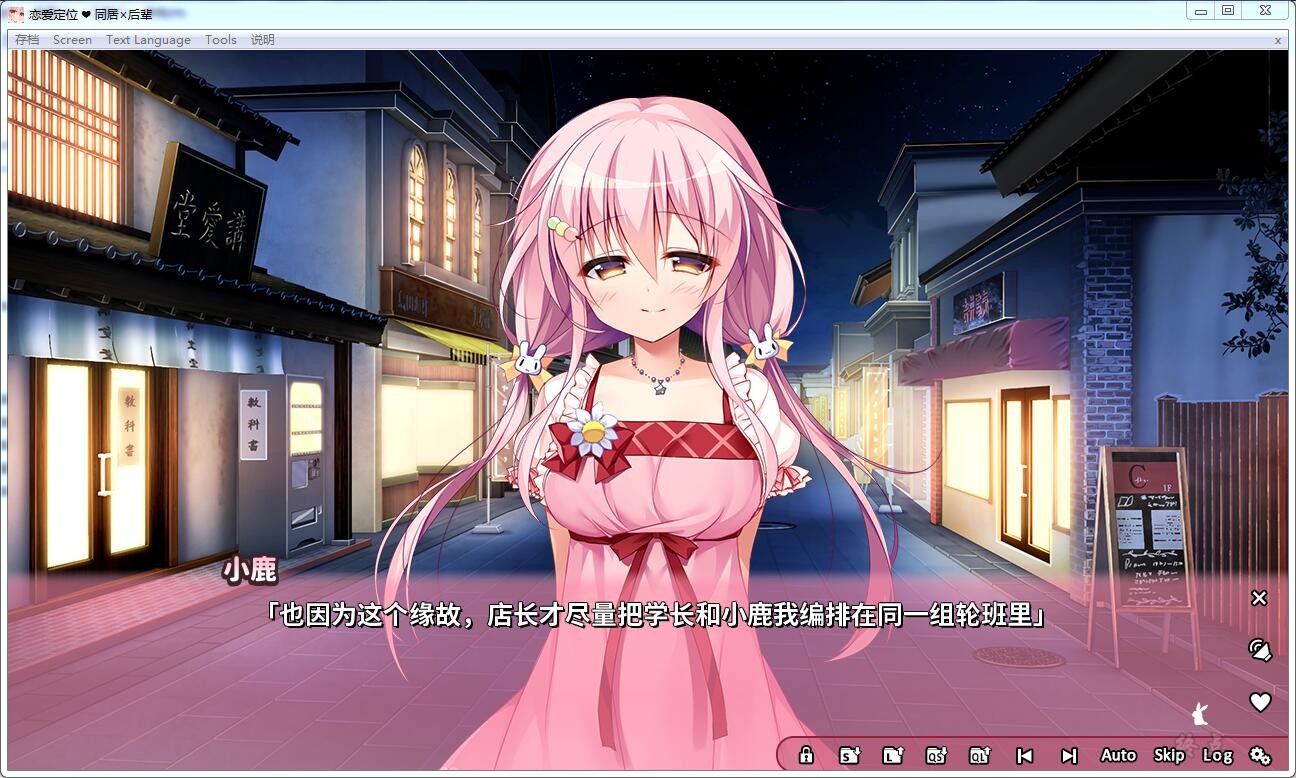 恋爱定位 ❤ 同居×后辈
存档 Screen Text Language Tools 说明 x
堂愛講
教科書
教科書
C
1F
小鹿
「也因为这个缘故，店长才尽量把学长和小鹿我编排在同一组轮班里」
S L QS QL Auto Skip Log